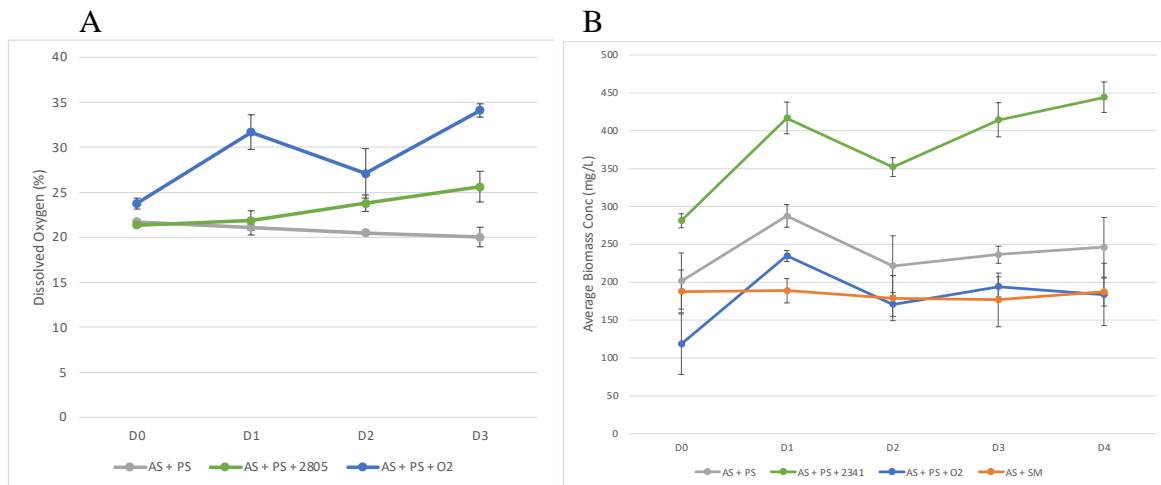 A
40
35
30
25
20
15
10
5
0
Dissolved Oxygen (%)
D0 D1 D2 D3
AS + PS AS + PS + 2805 AS + PS + O2
B
500
450
400
350
300
250
200
150
100
50
0
Average Biomass Conc (mg/L)
D0 D1 D2 D3 D4
AS + PS AS + PS + 2341 AS + PS + O2 AS + SM